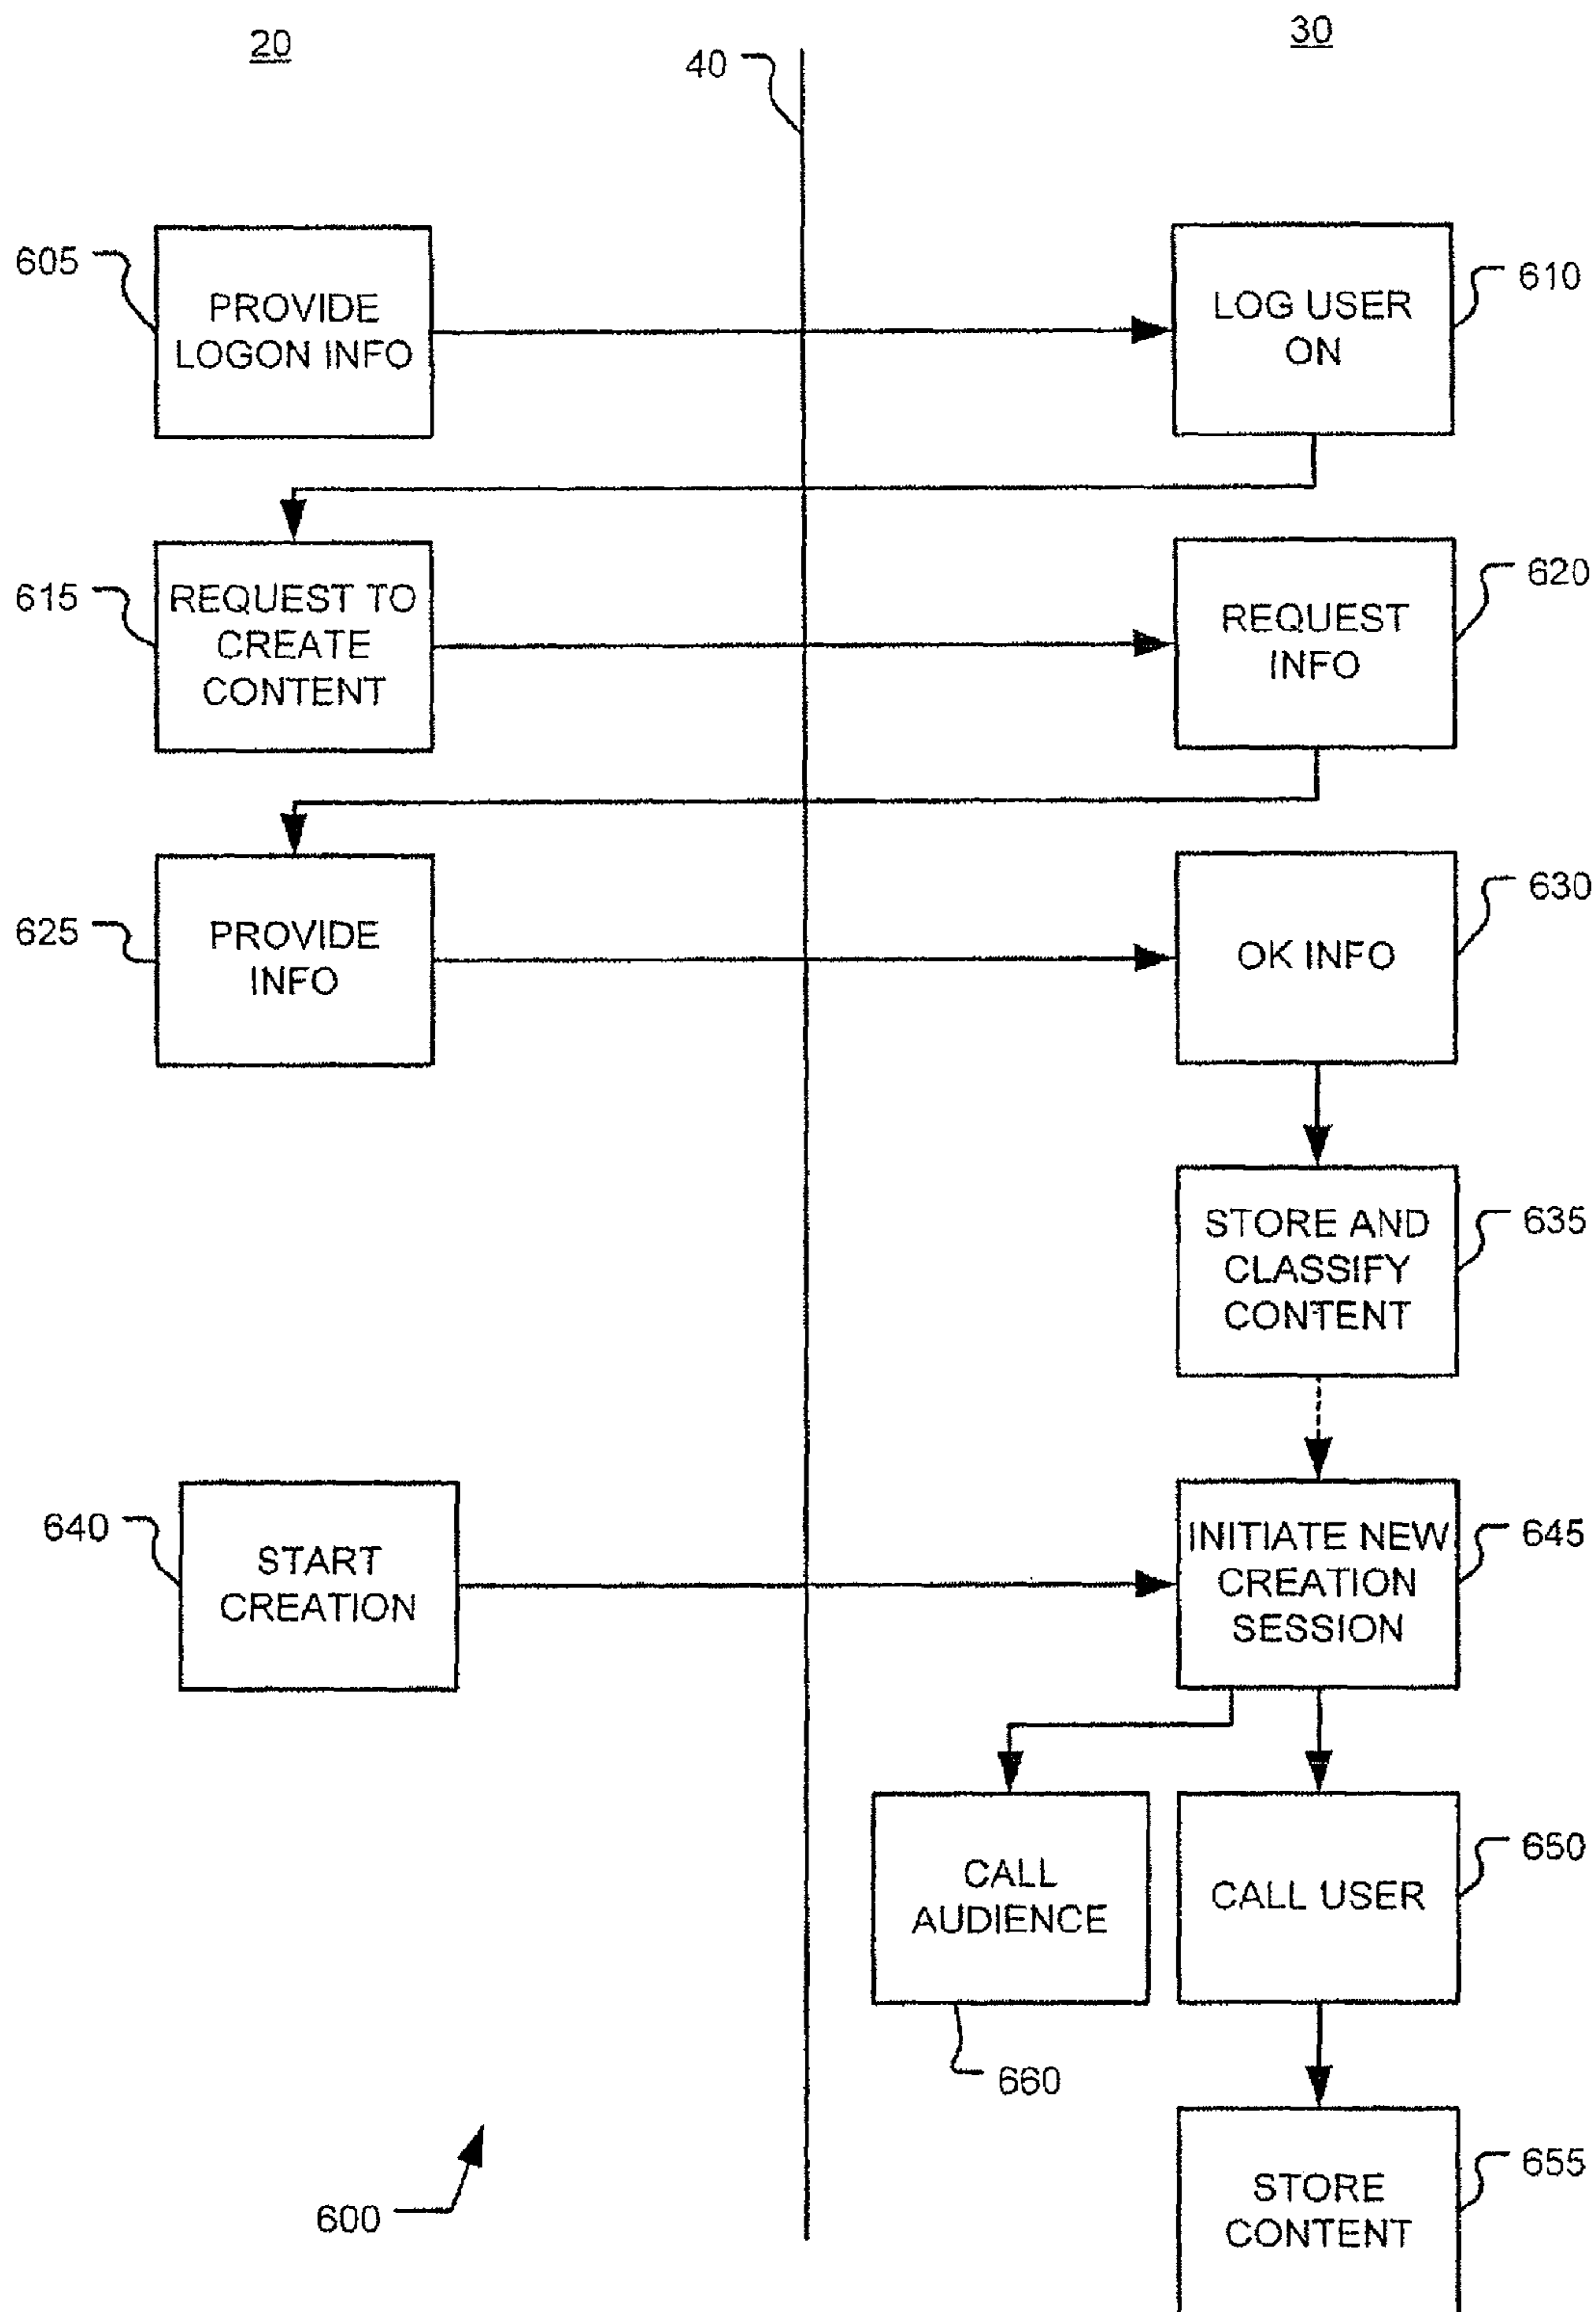 20
30
40
605
PROVIDE
LOGON INFO
LOG USER
ON
610
615
REQUEST TO
CREATE
CONTENT
REQUEST
INFO
620
625
PROVIDE
INFO
OK INFO
630
STORE AND
CLASSIFY
CONTENT
635
640
START
CREATION
INITIATE NEW
CREATION
SESSION
645
CALL
AUDIENCE
660
CALL USER
650
STORE
CONTENT
655
600